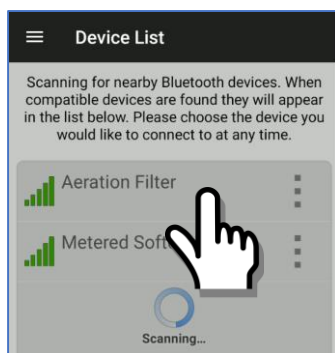 Device List
Scanning for nearby Bluetooth devices. When
compatible devices are found they will appear
in the list below. Please choose the device you
would like to connect to at any time.
Aeration Filter
Metered
Scanning...